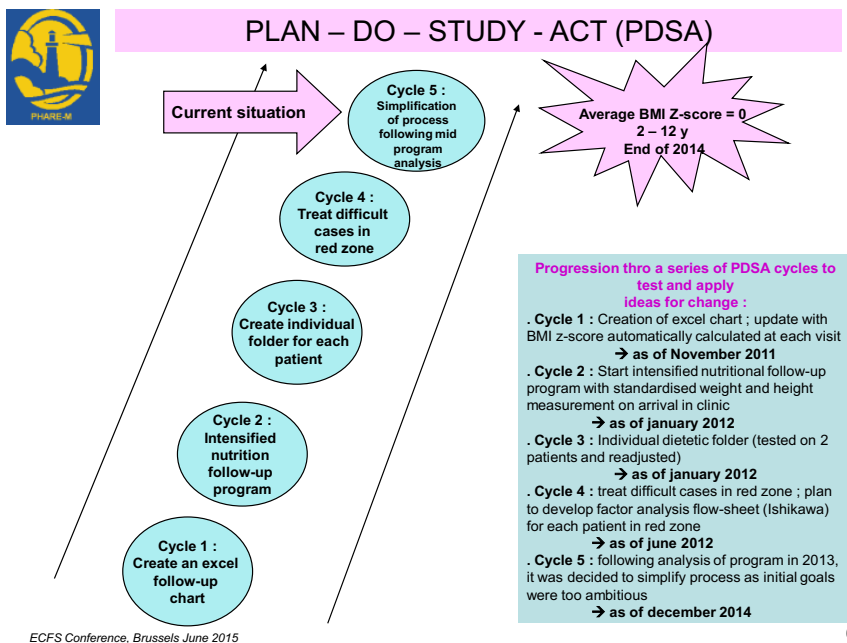 PLAN – DO – STUDY - ACT (PDSA)
PHARE-M
Current situation
Cycle 5 :
Simplification
of process
following mid
program
analysis
Average BMI Z-score = 0
2 – 12 y
End of 2014
Cycle 4 :
Treat difficult
cases in
red zone
Cycle 3 :
Create individual
folder for each
patient
Cycle 2 :
Intensified
nutrition
follow-up
program
Cycle 1 :
Create an excel
follow-up
chart
Progression thro a series of PDSA cycles to
test and apply
ideas for change :
. Cycle 1 : Creation of excel chart ; update with
BMI z-score automatically calculated at each visit
→ as of November 2011
. Cycle 2 : Start intensified nutritional follow-up
program with standardised weight and height
measurement on arrival in clinic
→ as of january 2012
. Cycle 3 : Individual dietetic folder (tested on 2
patients and readjusted)
→ as of january 2012
. Cycle 4 : treat difficult cases in red zone ; plan
to develop factor analysis flow-sheet (Ishikawa)
for each patient in red zone
→ as of june 2012
. Cycle 5 : following analysis of program in 2013,
it was decided to simplify process as initial goals
were too ambitious
→ as of december 2014
ECFS Conference, Brussels June 2015